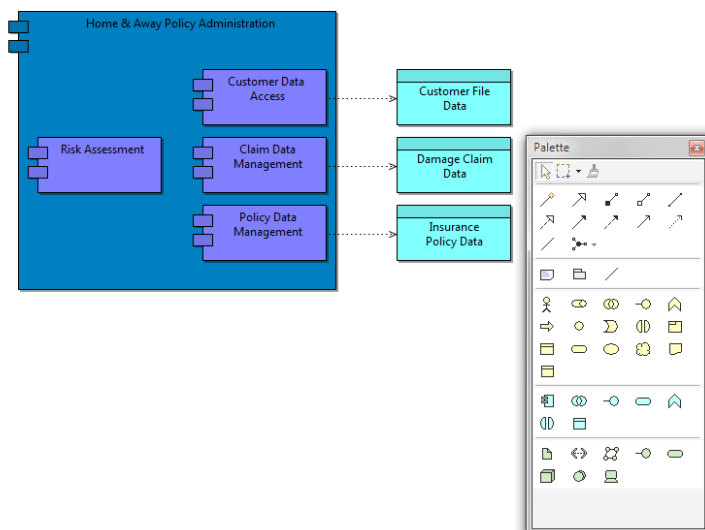 Home & Away Policy Administration
Customer Data
Access
Customer File
Data
Risk Assessment
Claim Data
Management
Damage Claim
Data
Policy Data
Management
Insurance
Policy Data
Palette